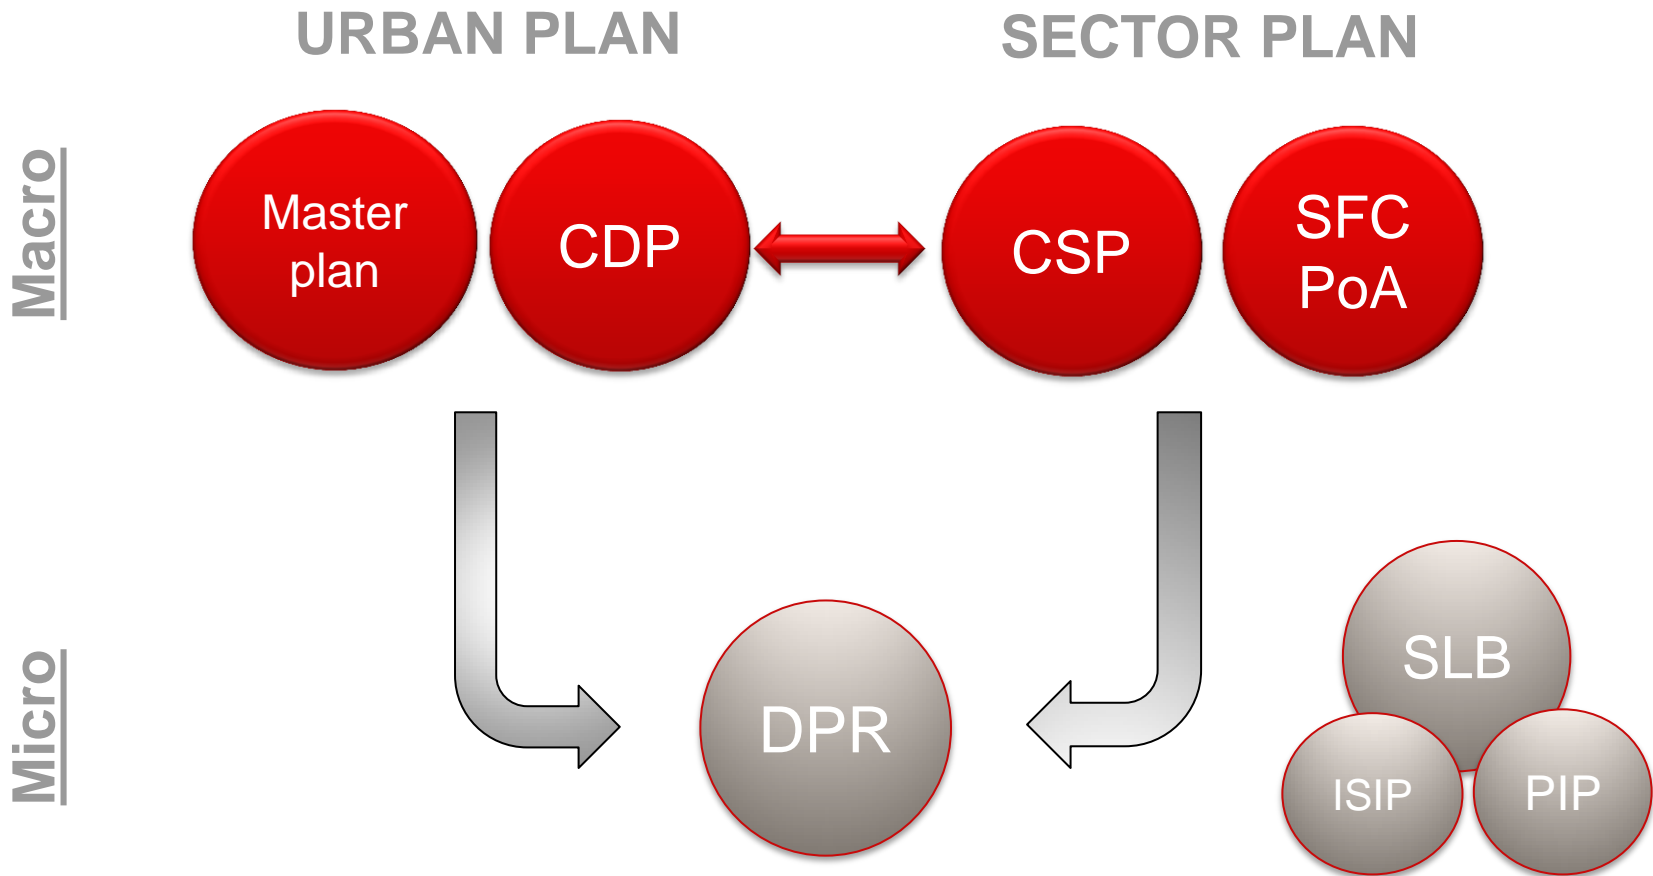 URBAN PLAN
SECTOR PLAN
Macro
Master
plan
CDP
CSP
SFC
PoA
Micro
DPR
SLB
ISIP
PIP